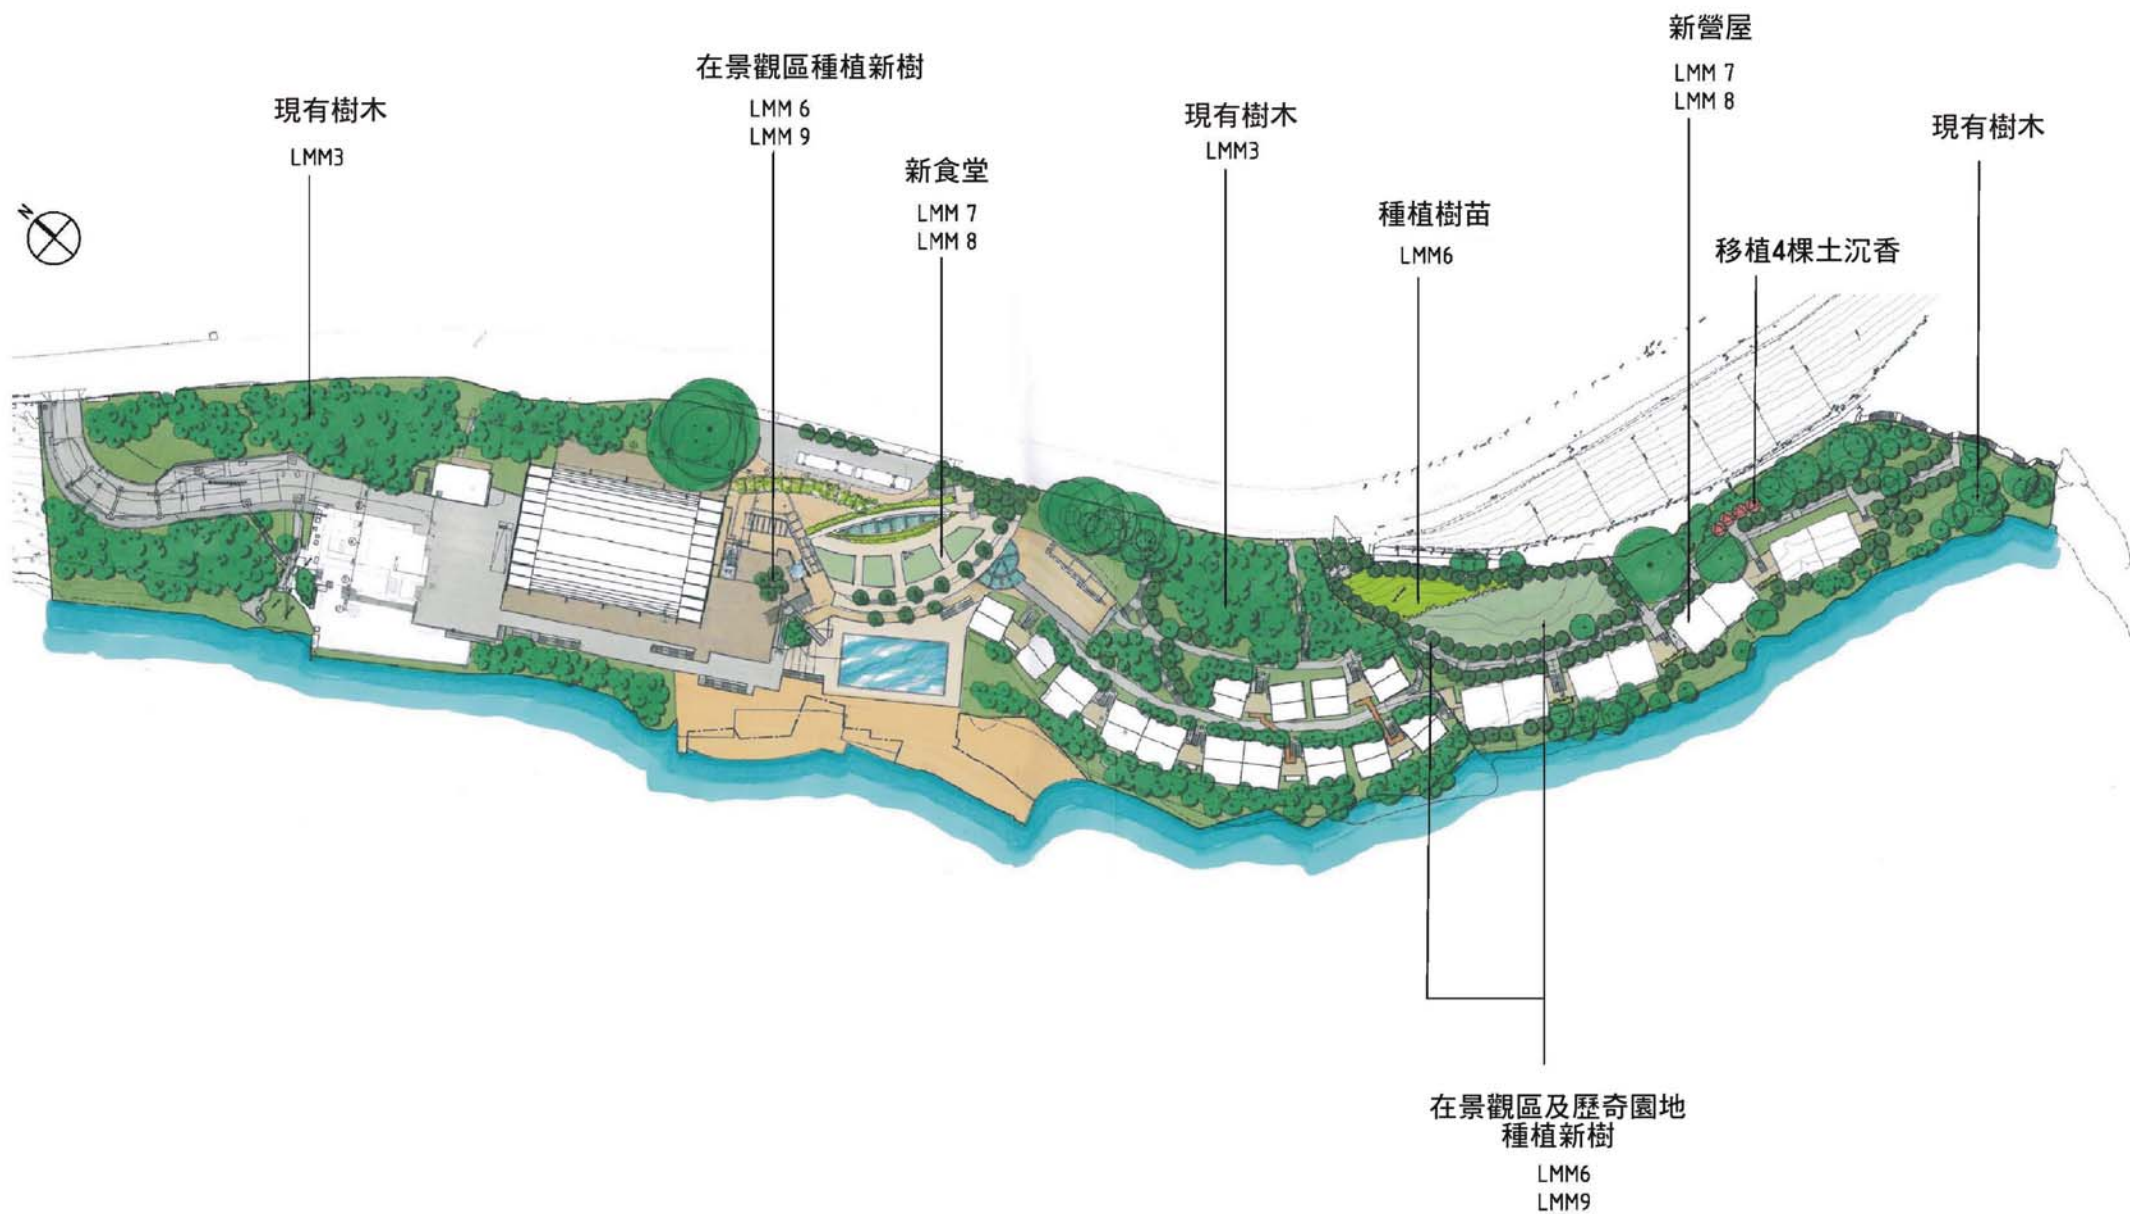 現有樹木
LMM3
在景觀區種植新樹
LMM 6
LMM 9
新食堂
LMM 7
LMM 8
現有樹木
LMM3
種植樹苗
LMM6
新營屋
LMM 7
LMM 8
移植4棵土沉香
現有樹木
N
在景觀區及歷奇園地
種植新樹
LMM6
LMM9